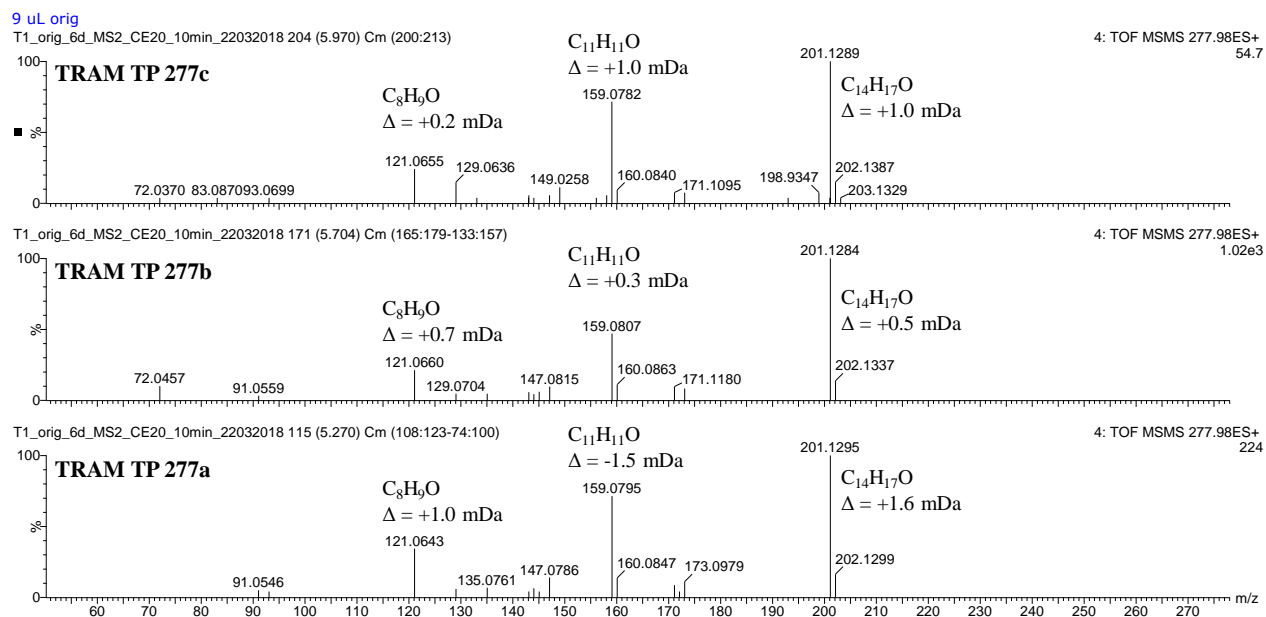 9 uL orig
T1_orig_6d_MS2_CE20_10min_22032018 204 (5.970) Cm (200:213)
4: TOF MSMS 277.98ES+
54.7
TRAM TP 277c
C₁₁H₁₁O
Δ = +1.0 mDa
C₈H₉O
Δ = +0.2 mDa
C₁₄H₁₇O
Δ = +1.0 mDa
201.1289
159.0782
121.0655
129.0636
149.0258
160.0840
171.1095
198.9347
202.1387
203.1329
72.0370
83.0870
93.0699
100
%
0
T1_orig_6d_MS2_CE20_10min_22032018 171 (5.704) Cm (165:179-133:157)
4: TOF MSMS 277.98ES+
1.02e3
TRAM TP 277b
C₁₁H₁₁O
Δ = +0.3 mDa
C₈H₉O
Δ = +0.7 mDa
C₁₄H₁₇O
Δ = +0.5 mDa
201.1284
159.0807
121.0660
72.0457
91.0559
129.0704
147.0815
160.0863
171.1180
202.1337
100
%
0
T1_orig_6d_MS2_CE20_10min_22032018 115 (5.270) Cm (108:123-74:100)
4: TOF MSMS 277.98ES+
224
TRAM TP 277a
C₁₁H₁₁O
Δ = -1.5 mDa
C₈H₉O
Δ = +1.0 mDa
C₁₄H₁₇O
Δ = +1.6 mDa
201.1295
159.0795
121.0643
91.0546
135.0761
147.0786
160.0847
173.0979
202.1299
100
%
0
60 70 80 90 100 110 120 130 140 150 160 170 180 190 200 210 220 230 240 250 260 270
m/z